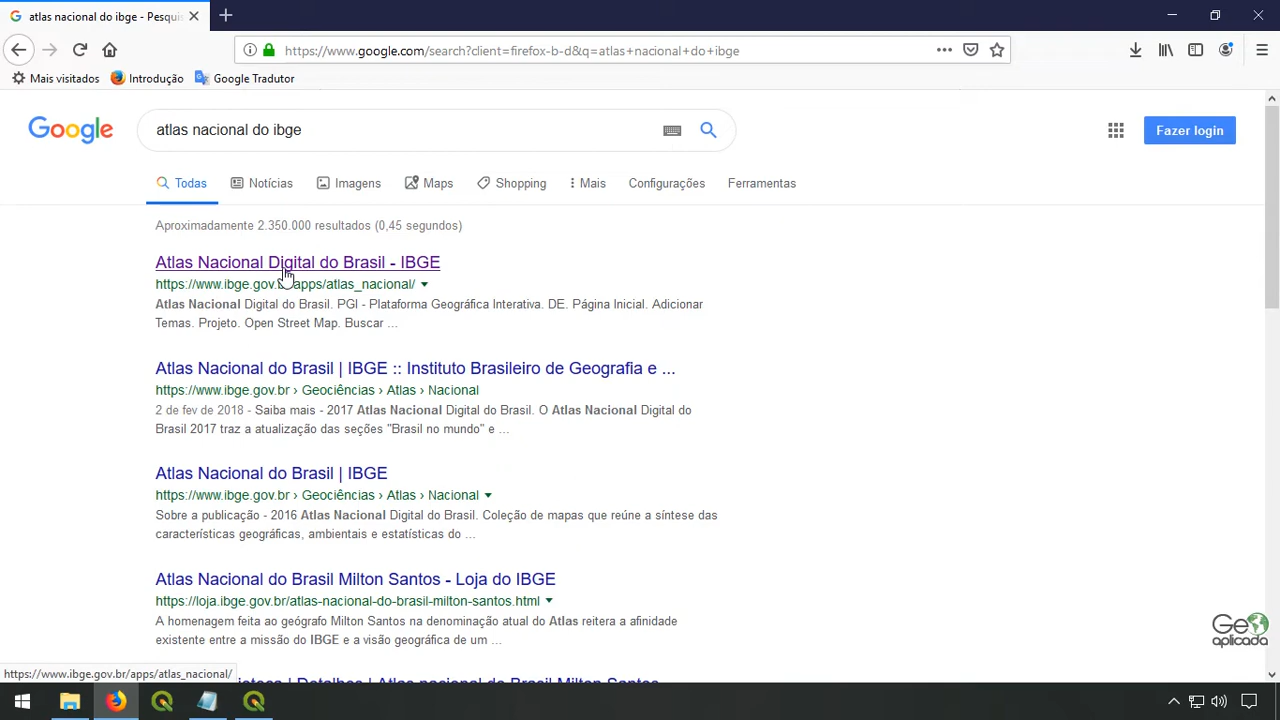 atlas nacional do ibge - Pesquis
https://www.google.com/search?client=firefox-b-d&q=atlas+nacional+do+ibge
Mais visitados Introdução Google Tradutor
Google atlas nacional do ibge Fazer login
Todas Notícias Imagens Maps Shopping Mais Configurações Ferramentas
Aproximadamente 2.350.000 resultados (0,45 segundos)
Atlas Nacional Digital do Brasil - IBGE
https://www.ibge.gov.br/apps/atlas_nacional/
Atlas Nacional Digital do Brasil. PGI - Plataforma Geográfica Interativa. DE. Página Inicial. Adicionar
Temas. Projeto. Open Street Map. Buscar ...
Atlas Nacional do Brasil | IBGE :: Instituto Brasileiro de Geografia e ...
https://www.ibge.gov.br › Geociências › Atlas › Nacional
2 de fev de 2018 - Saiba mais - 2017 Atlas Nacional Digital do Brasil. O Atlas Nacional Digital do
Brasil 2017 traz a atualização das seções "Brasil no mundo" e ...
Atlas Nacional do Brasil | IBGE
https://www.ibge.gov.br › Geociências › Atlas › Nacional
Sobre a publicação - 2016 Atlas Nacional Digital do Brasil. Coleção de mapas que reúne a síntese das
características geográficas, ambientais e estatísticas do ...
Atlas Nacional do Brasil Milton Santos - Loja do IBGE
https://loja.ibge.gov.br/atlas-nacional-do-brasil-milton-santos.html
A homenagem feita ao geógrafo Milton Santos na denominação atual do Atlas reitera a afinidade
existente entre a missão do IBGE e a visão geográfica de um ...
Geo
aplicada
https://www.ibge.gov.br/apps/atlas_nacional/
| Detalhes | Atlas nacional do Brasil Milton Santos